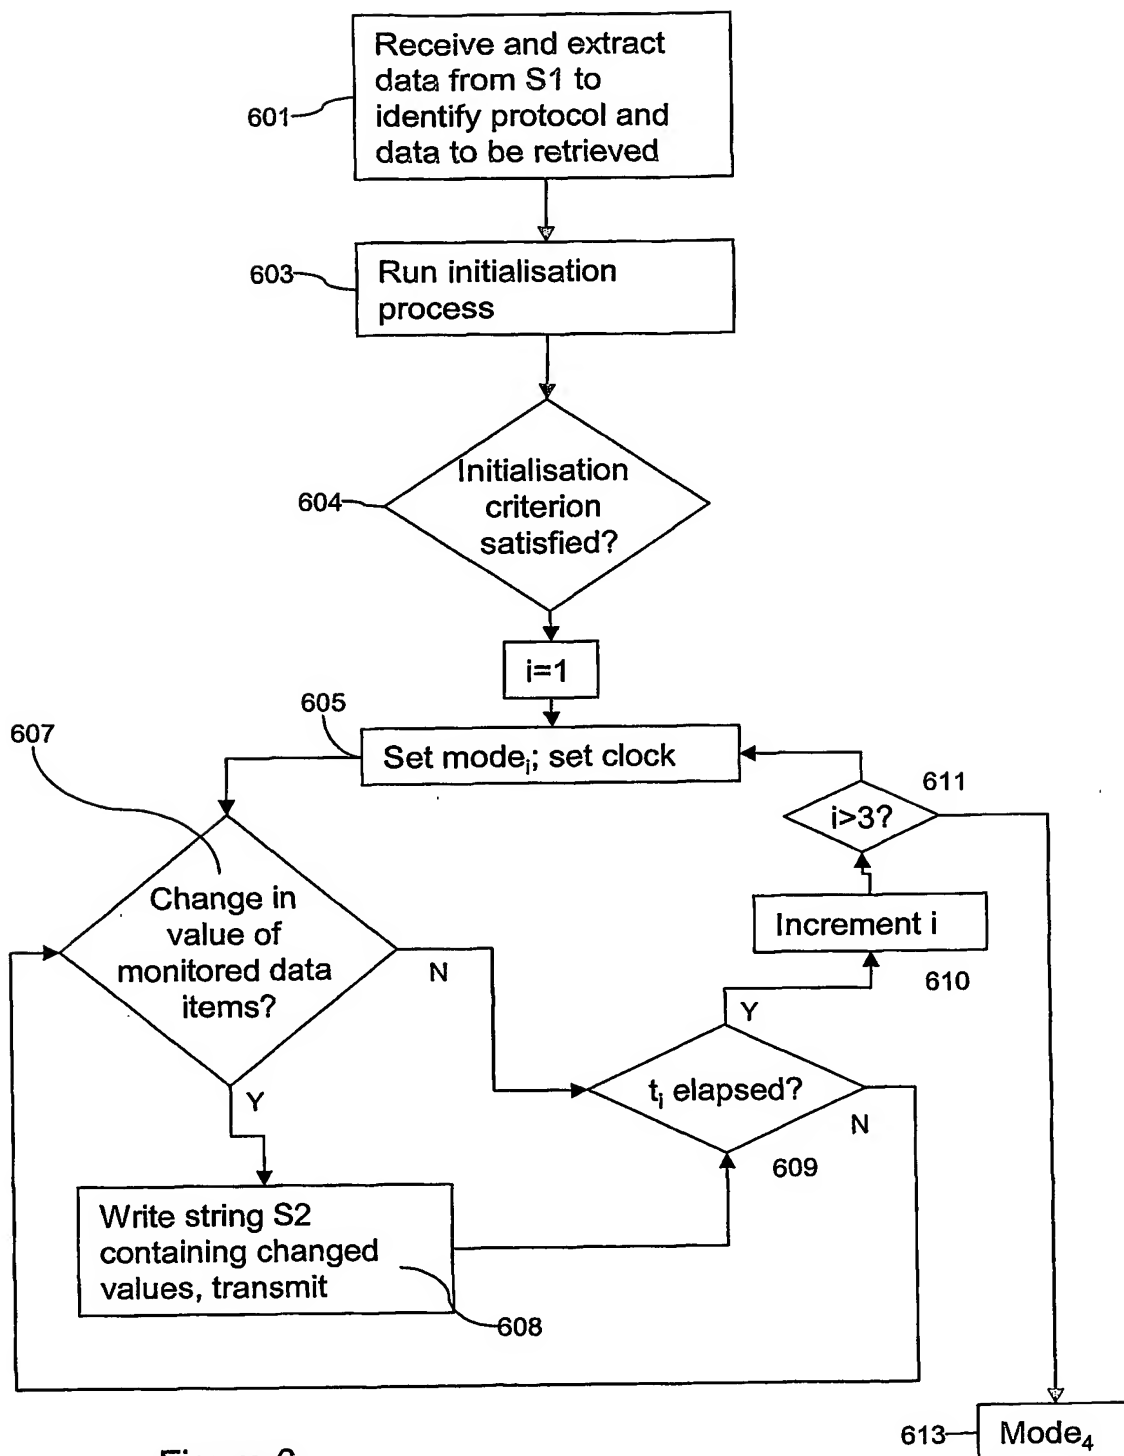 Receive and extract
data from S1 to
identify protocol and
data to be retrieved
601
Run initialisation
process
603
Initialisation
criterion
satisfied?
604
i=1
605
Set modeᵢ; set clock
607
611
i>3?
Change in
value of
monitored data
items?
Increment i
N
610
Y
tᵢ elapsed?
Y
N
609
Write string S2
containing changed
values, transmit
608
613
Mode₄